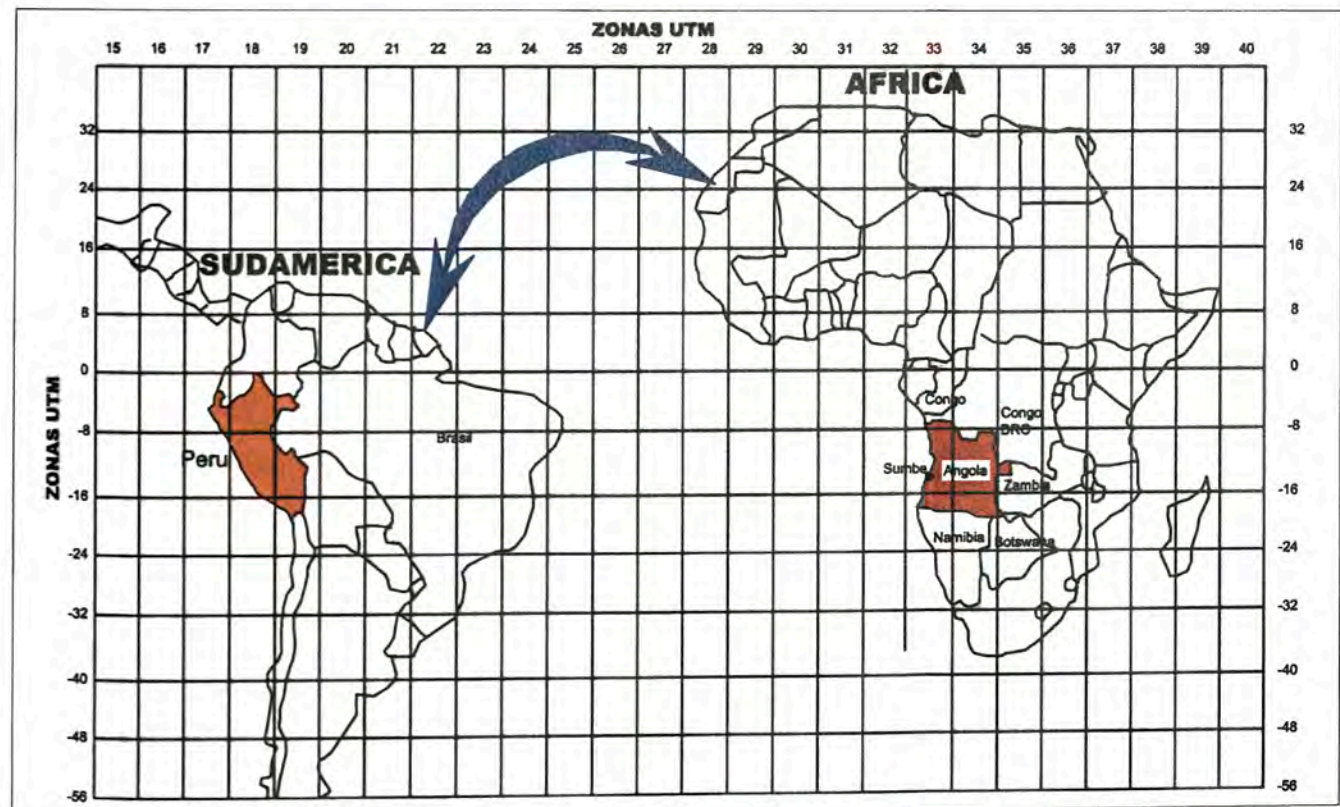 ZONAS UTM
15 16 17 18 19 20 21 22 23 24 25 26 27 28 29 30 31 32 33 34 35 36 37 38 39 40
AFRICA
32 32
24 24
16 16
SUDAMERICA
8 8
0 0
ZONAS UTM
Congo
Congo
DRC
-8 -8
Brasil
Peru
Sumbe Angola
Zambia
-16 -16
Namibia Botswana
-24 -24
-32 -32
-40 -40
-48 -48
-56 -56